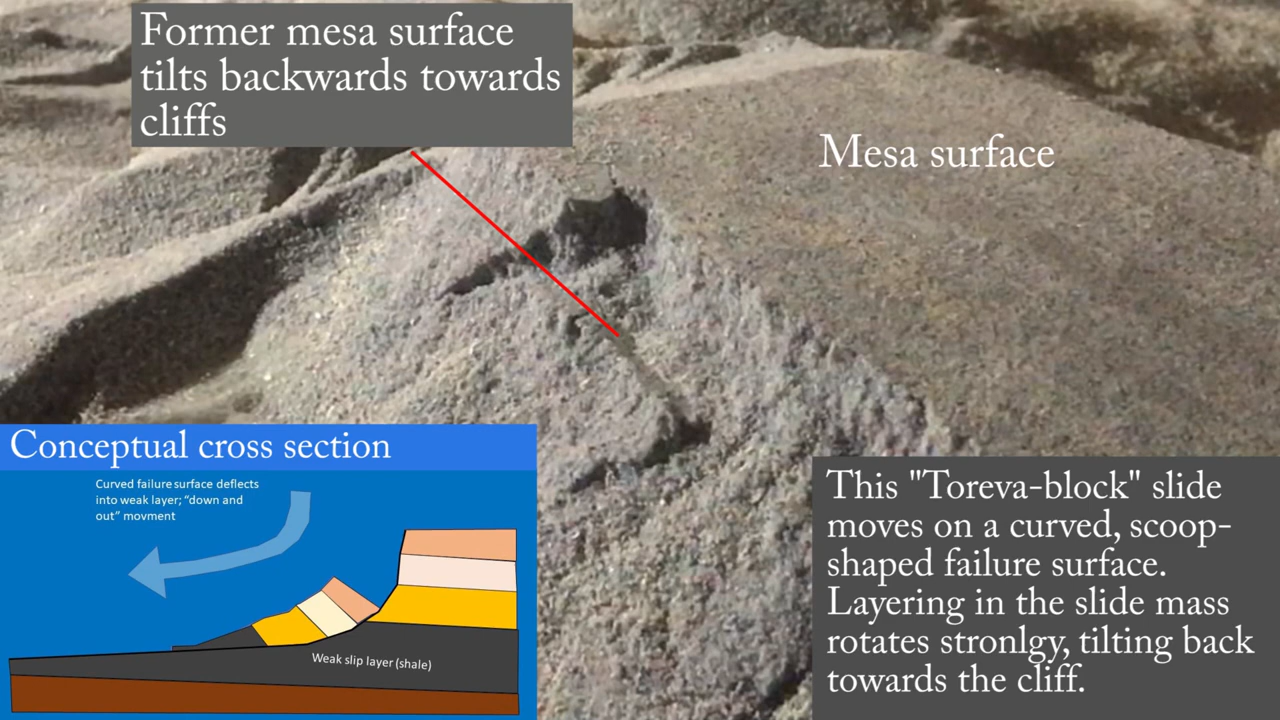 Former mesa surface
tilts backwards towards
cliffs
Mesa surface
Conceptual cross section
Curved failure surface deflects
into weak layer; “down and
out” movment
Weak slip layer (shale)
This "Toreva-block" slide
moves on a curved, scoop-
shaped failure surface.
Layering in the slide mass
rotates stronlgy, tilting back
towards the cliff.